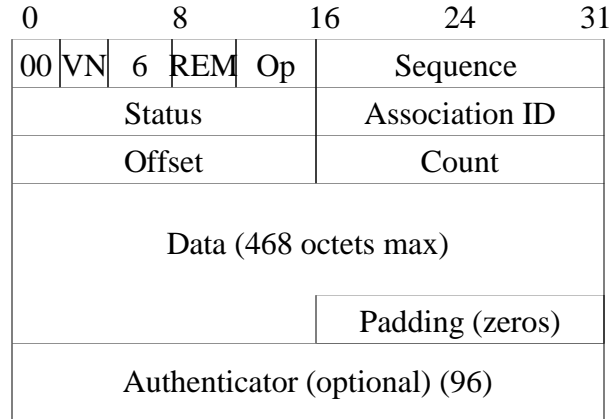 0 8 16 24 31
00 VN 6 REM Op Sequence
Status Association ID
Offset Count
Data (468 octets max)
Padding (zeros)
Authenticator (optional) (96)